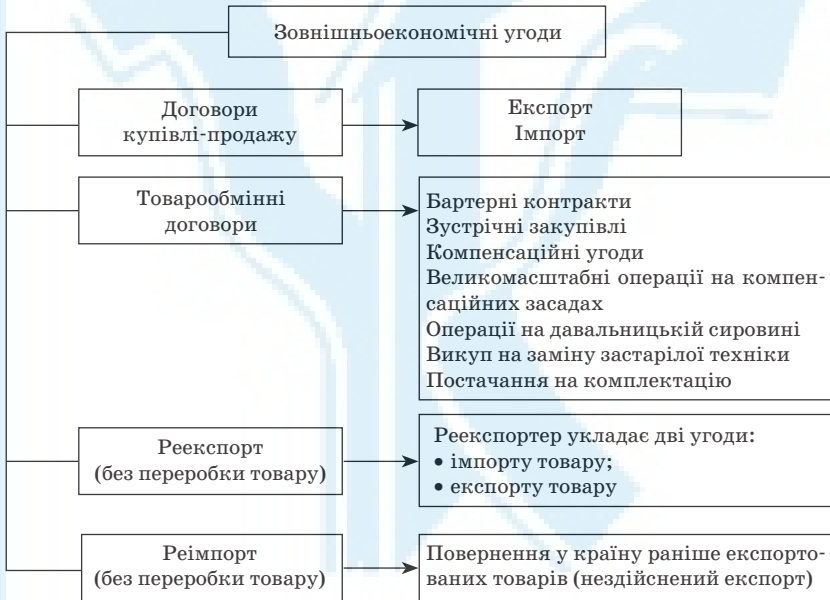 Зовнішньоекономічні угоди
Договори
купівлі-продажу
Експорт
Імпорт
Товарообмінні
договори
Бартерні контракти
Зустрічні закупівлі
Компенсаційні угоди
Великомасштабні операції на компен-
саційних засадах
Операції на давальницькій сировині
Викуп на заміну застарілої техніки
Постачання на комплектацію
Реекспорт
(без переробки товару)
Реекспортер укладає дві угоди:
• імпорту товару;
• експорту товару
Реімпорт
(без переробки товару)
Повернення у країну раніше експорто-
ваних товарів (нездійснений експорт)